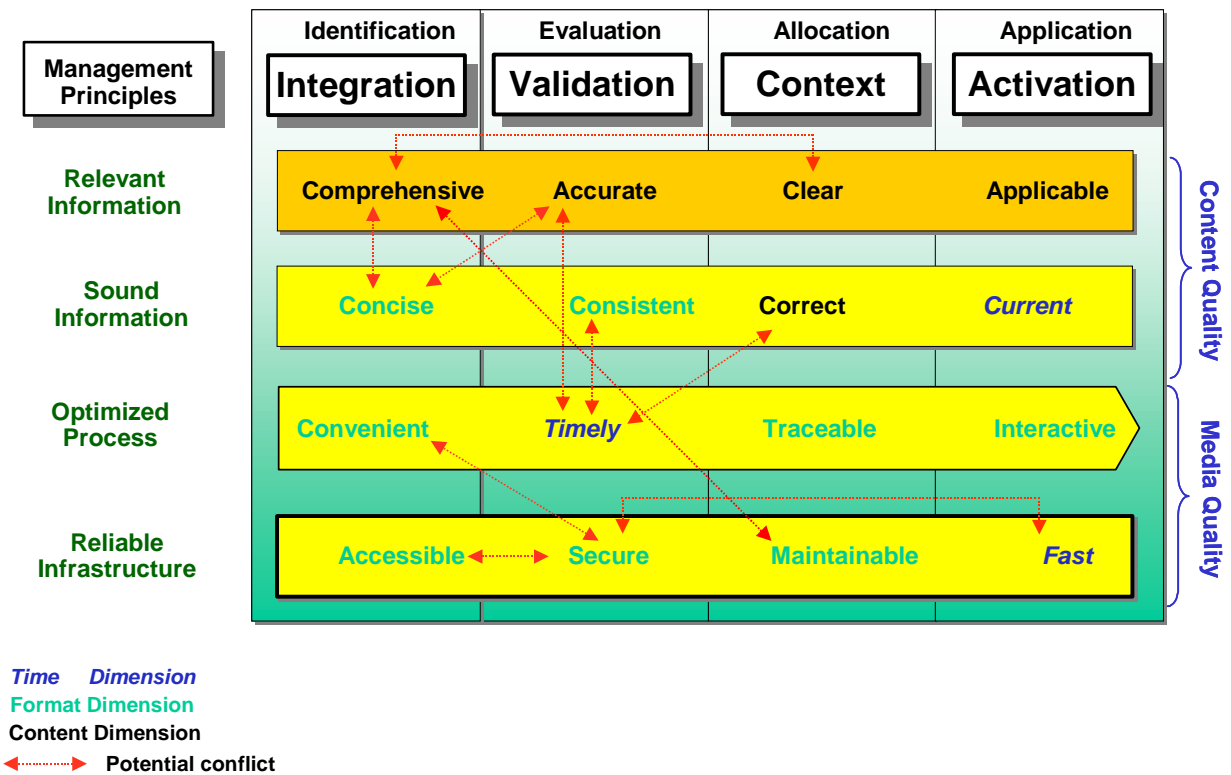 Identification Evaluation Allocation Application
Management
Principles
Integration Validation Context Activation
Relevant
Information
Comprehensive Accurate Clear Applicable
Sound
Information
Concise Consistent Correct Current
Content Quality
Optimized
Process
Convenient Timely Traceable Interactive
Reliable
Infrastructure
Accessible Secure Maintainable Fast
Media Quality
Time Dimension
Format Dimension
Content Dimension
Potential conflict